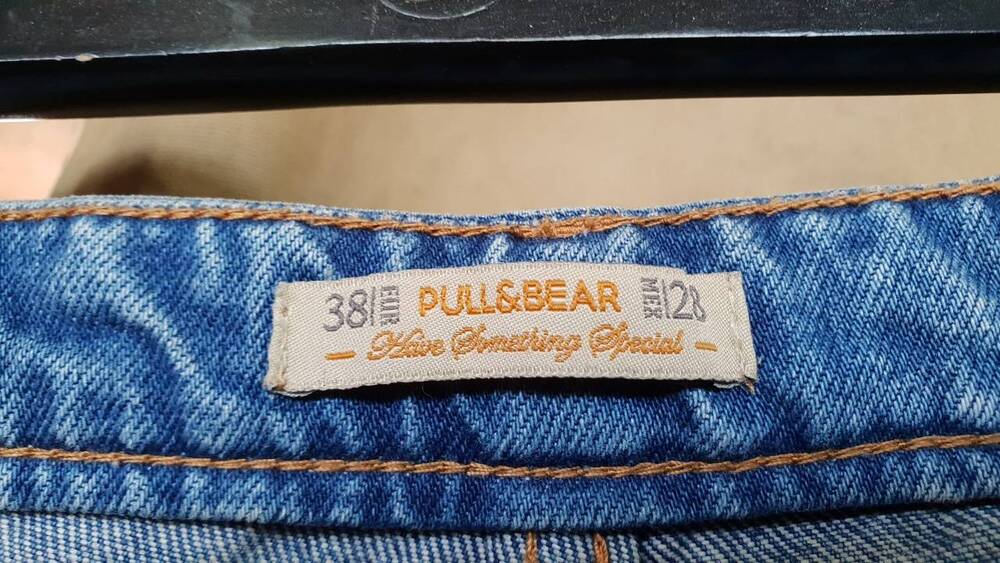 38 EUR PULL&BEAR MEX 28
- Have Something Special -